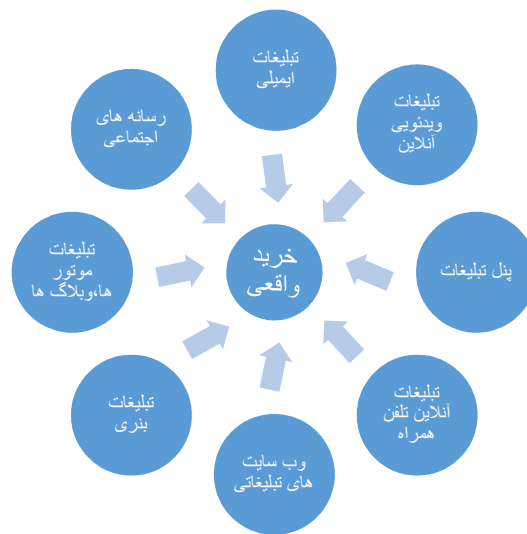 تبلیغات
ایمیلی
تبلیغات
ویدئویی
آنلاین
پنل تبلیغات
تبلیغات
آنلاین تلفن
همراه
وب سایت
های تبلیغاتی
تبلیغات
بنری
تبلیغات
موتور
ها،وبلاگ ها
رسانه های
اجتماعی
خرید
واقعی